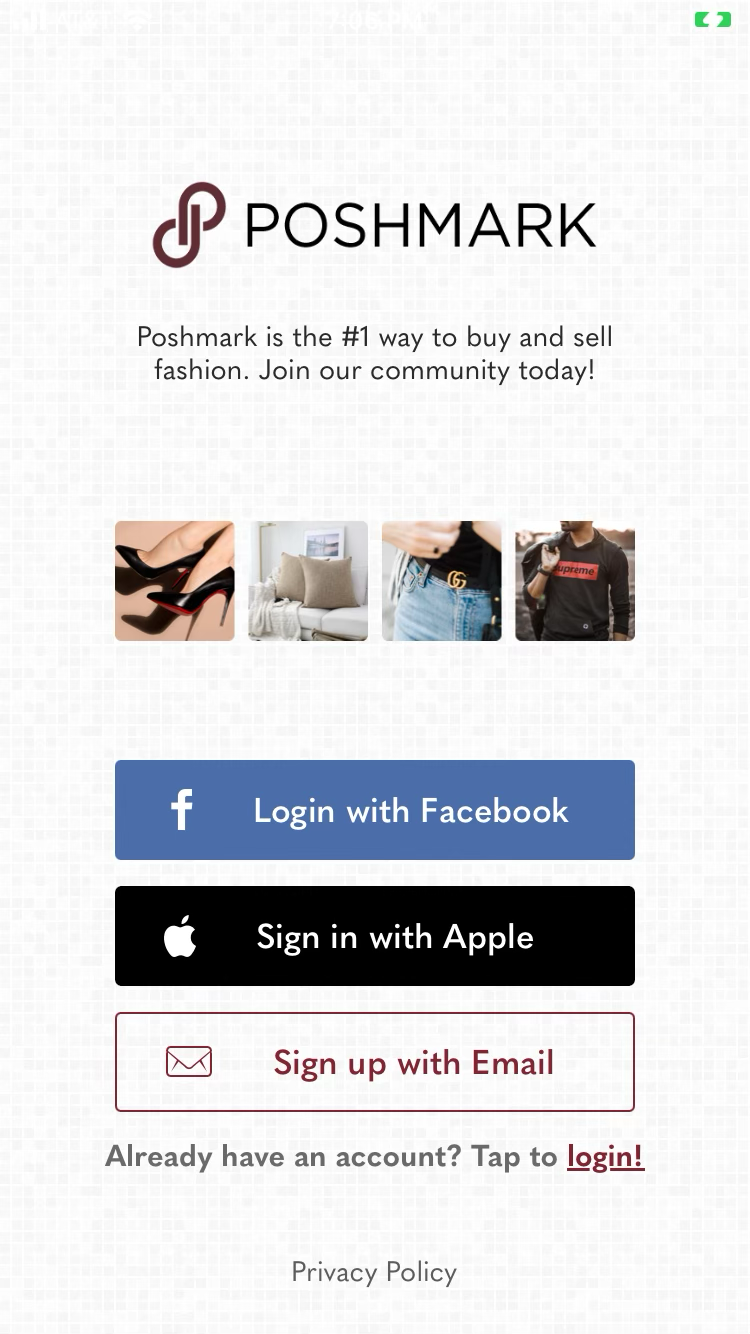 POSHMARK
Poshmark is the #1 way to buy and sell
fashion. Join our community today!
upreme
f Login with Facebook
Sign in with Apple
Sign up with Email
Already have an account? Tap to login!
Privacy Policy